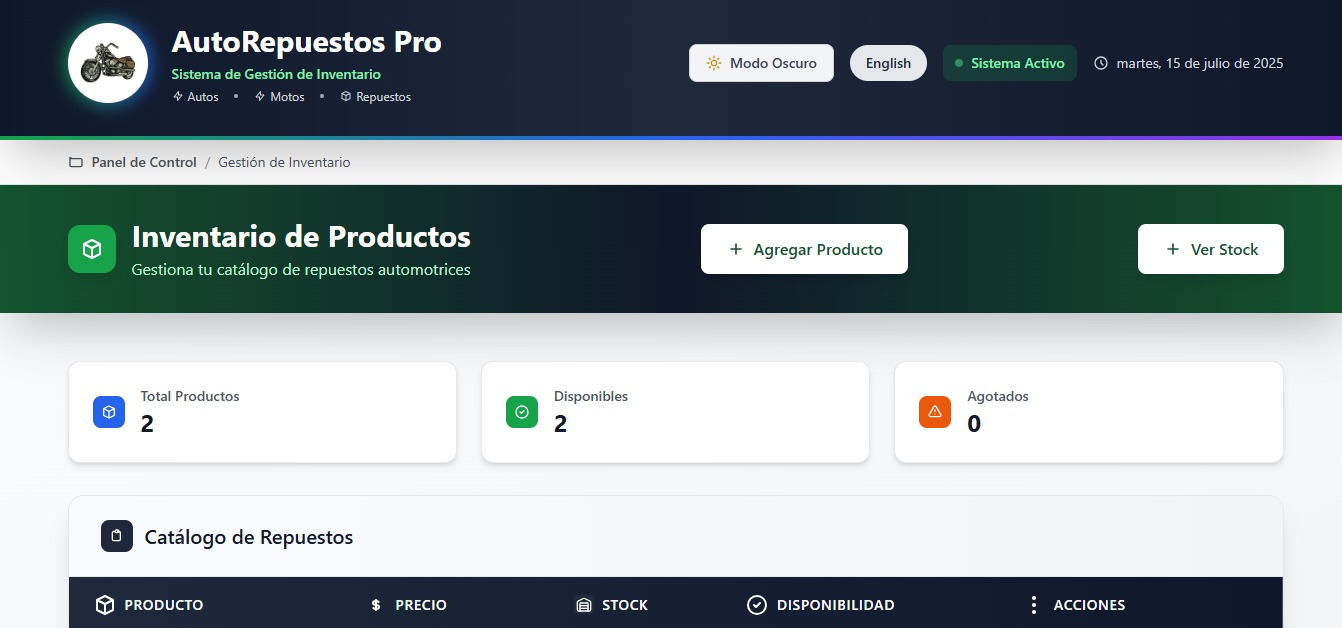 AutoRepuestos Pro
Sistema de Gestión de Inventario
Autos • Motos • Repuestos
Modo Oscuro
English
Sistema Activo
martes, 15 de julio de 2025
Panel de Control / Gestión de Inventario
Inventario de Productos
Gestiona tu catálogo de repuestos automotrices
+ Agregar Producto
+ Ver Stock
Total Productos
2
Disponibles
2
Agotados
0
Catálogo de Repuestos
PRODUCTO $ PRECIO STOCK DISPONIBILIDAD ACCIONES